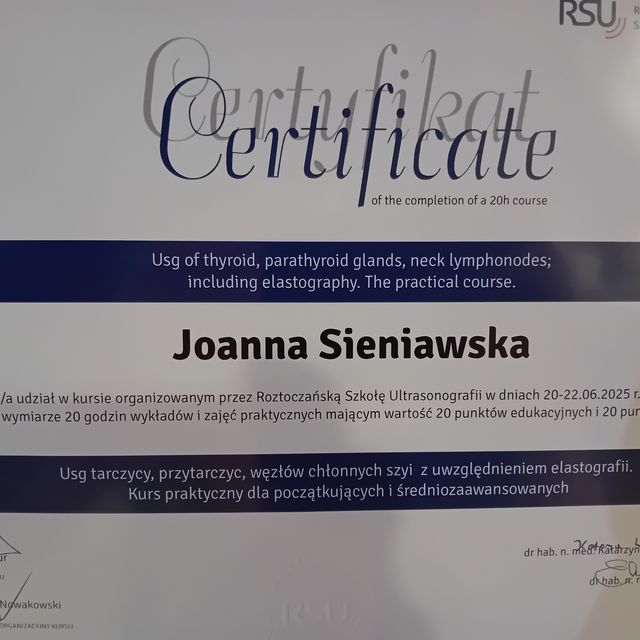 RSU
Certyfikat
Certificate
of the completion of a 20h course
Usg of thyroid, parathyroid glands, neck lymphonodes;
including elastography. The practical course.
Joanna Sieniawska
/a udział w kursie organizowanym przez Roztoczańską Szkołę Ultrasonografii w dniach 20-22.06.2025 r.
wymiarze 20 godzin wykładów i zajęć praktycznych mającym wartość 20 punktów edukacyjnych i 20
Usg tarczycy, przytarczyc, węzłów chłonnych szyi z uwzględnieniem elastografii.
Kurs praktyczny dla początkujących i średniozaawansowanych
dr hab. n. med. Katarzyn
dr hab. n.
Nowakowski
ORGANIZACYJNY KURSU
RSU